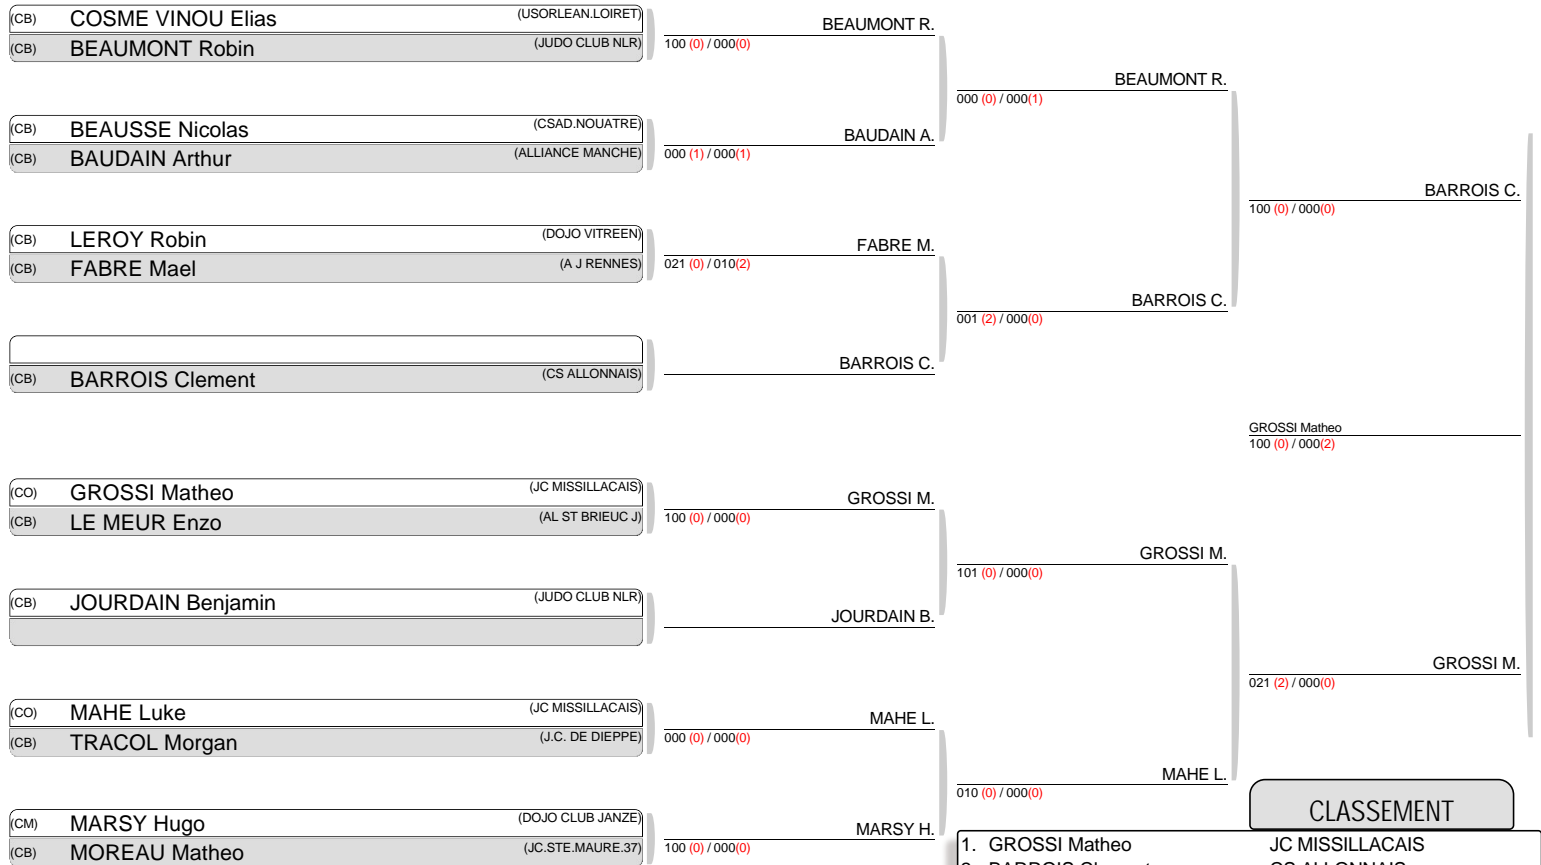 (CB) COSME VINOU Elias (USORLEAN.LOIRET)
(CB) BEAUMONT Robin (JUDO CLUB NLR)
BEAUMONT R.
100 (0) / 000(0)
BEAUMONT R.
000 (0) / 000(1)
(CB) BEAUSSE Nicolas (CSAD.NOUATRE)
(CB) BAUDAIN Arthur (ALLIANCE MANCHE)
BAUDAIN A.
000 (1) / 000(1)
BARROIS C.
100 (0) / 000(0)
(CB) LEROY Robin (DOJO VITREEN)
(CB) FABRE Mael (A J RENNES)
FABRE M.
021 (0) / 010(2)
BARROIS C.
001 (2) / 000(0)
(CB) BARROIS Clement (CS ALLONNAIS)
BARROIS C.
GROSSI Matheo
100 (0) / 000(2)
(CO) GROSSI Matheo (JC MISSILLACAIS)
(CB) LE MEUR Enzo (AL ST BRIEUC J)
GROSSI M.
100 (0) / 000(0)
GROSSI M.
101 (0) / 000(0)
(CB) JOURDAIN Benjamin (JUDO CLUB NLR)
JOURDAIN B.
GROSSI M.
021 (2) / 000(0)
(CO) MAHE Luke (JC MISSILLACAIS)
(CB) TRACOL Morgan (J.C. DE DIEPPE)
MAHE L.
000 (0) / 000(0)
MAHE L.
010 (0) / 000(0)
(CM) MARSY Hugo (DOJO CLUB JANZE)
(CB) MOREAU Matheo (JC.STE.MAURE.37)
MARSY H.
100 (0) / 000(0)
CLASSEMENT
1. GROSSI Matheo JC MISSILLACAIS
2. BARROIS Clement CS ALLONNAIS